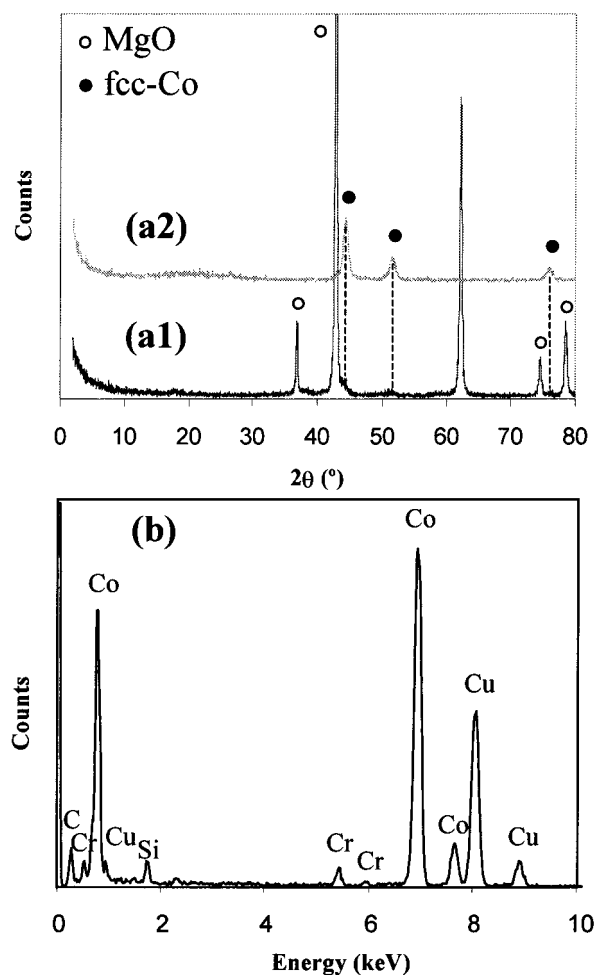 MgO
fcc-Co
Counts
(a2)
(a1)
0 10 20 30 40 50 60 70 80
2θ (º)
(b)
Co
Co
Cu
C
Cr
Cu
Si
Cr
Cr
Co
Cu
Counts
0 2 4 6 8 10
Energy (keV)